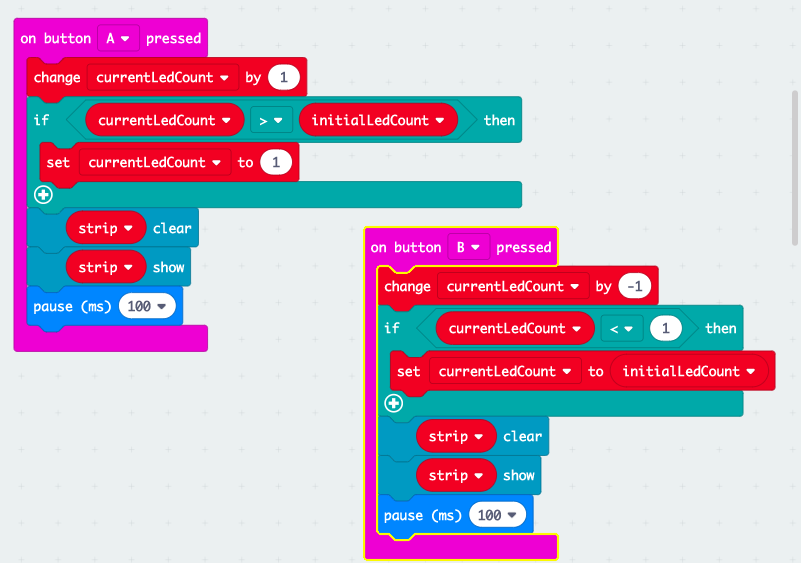 on button A pressed
change currentLedCount by 1
if currentLedCount > initialLedCount then
set currentLedCount to 1
strip clear
strip show
pause (ms) 100
on button B pressed
change currentLedCount by -1
if currentLedCount < 1 then
set currentLedCount to initialLedCount
strip clear
strip show
pause (ms) 100